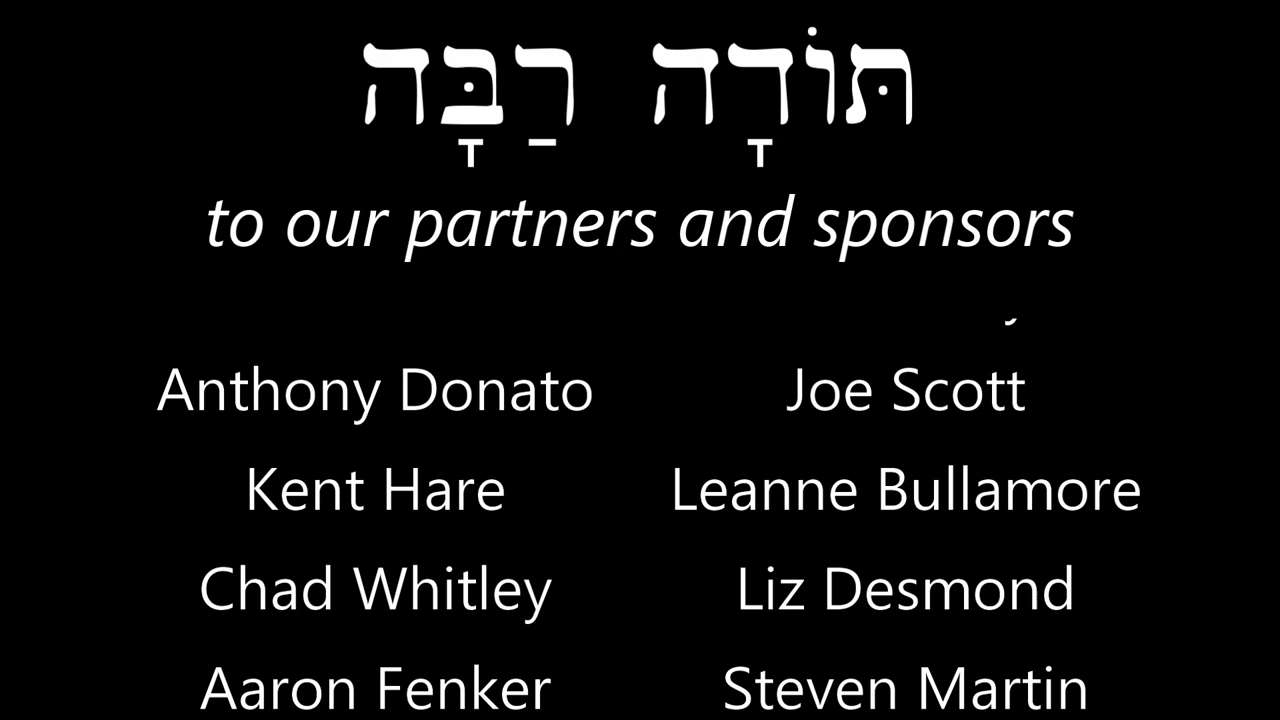 תּוֹדָה רַבָּה
to our partners and sponsors
Anthony Donato Joe Scott
Kent Hare Leanne Bullamore
Chad Whitley Liz Desmond
Aaron Fenker Steven Martin